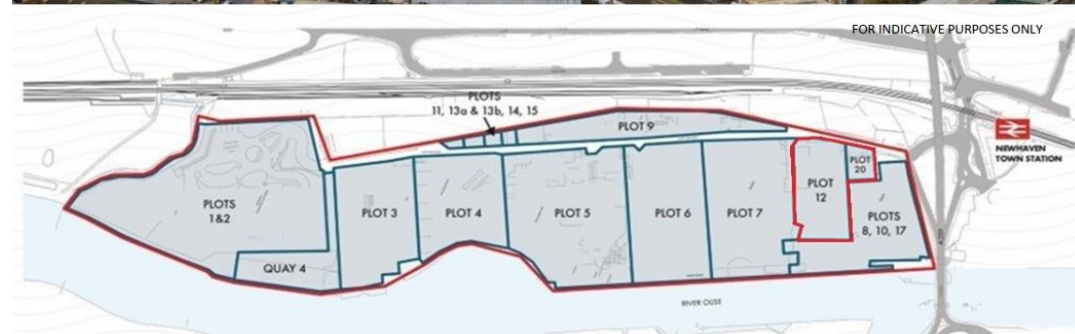 FOR INDICATIVE PURPOSES ONLY
PLOTS
11, 13a & 13b, 14, 15
PLOT 9
NEWHAVEN
TOWN STATION
PLOT
20
PLOT
12
PLOTS
1&2
PLOT 3
PLOT 4
PLOT 5
PLOT 6
PLOT 7
PLOTS
8, 10, 17
QUAY 4
RIVER OUSE